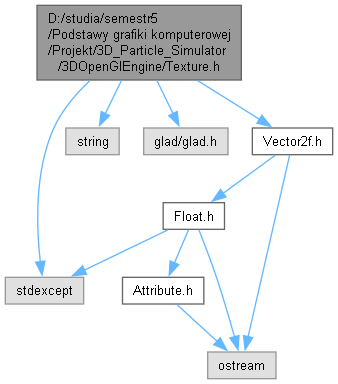 D:/studia/semestr5
/Podstawy grafiki komputerowej
/Projekt/3D_Particle_Simulator
/3DOpenGlEngine/Texture.h
string
glad/glad.h
Vector2f.h
Float.h
stdexcept
Attribute.h
ostream